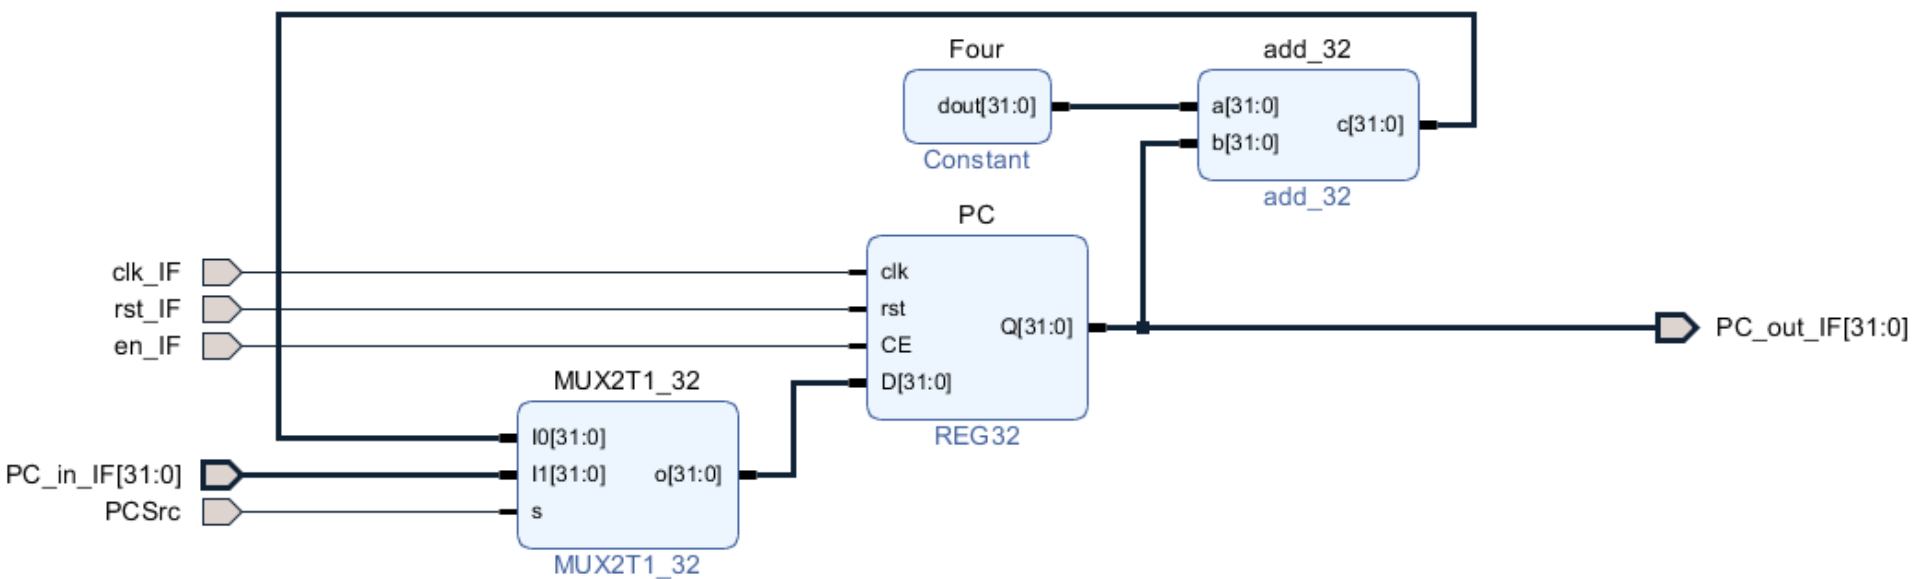 Four
add_32
dout[31:0]
a[31:0]
b[31:0]
c[31:0]
Constant
add_32
PC
clk_IF
rst_IF
en_IF
clk
rst
CE
D[31:0]
Q[31:0]
PC_out_IF[31:0]
REG32
MUX2T1_32
PC_in_IF[31:0]
PCSrc
I0[31:0]
I1[31:0]
s
o[31:0]
MUX2T1_32